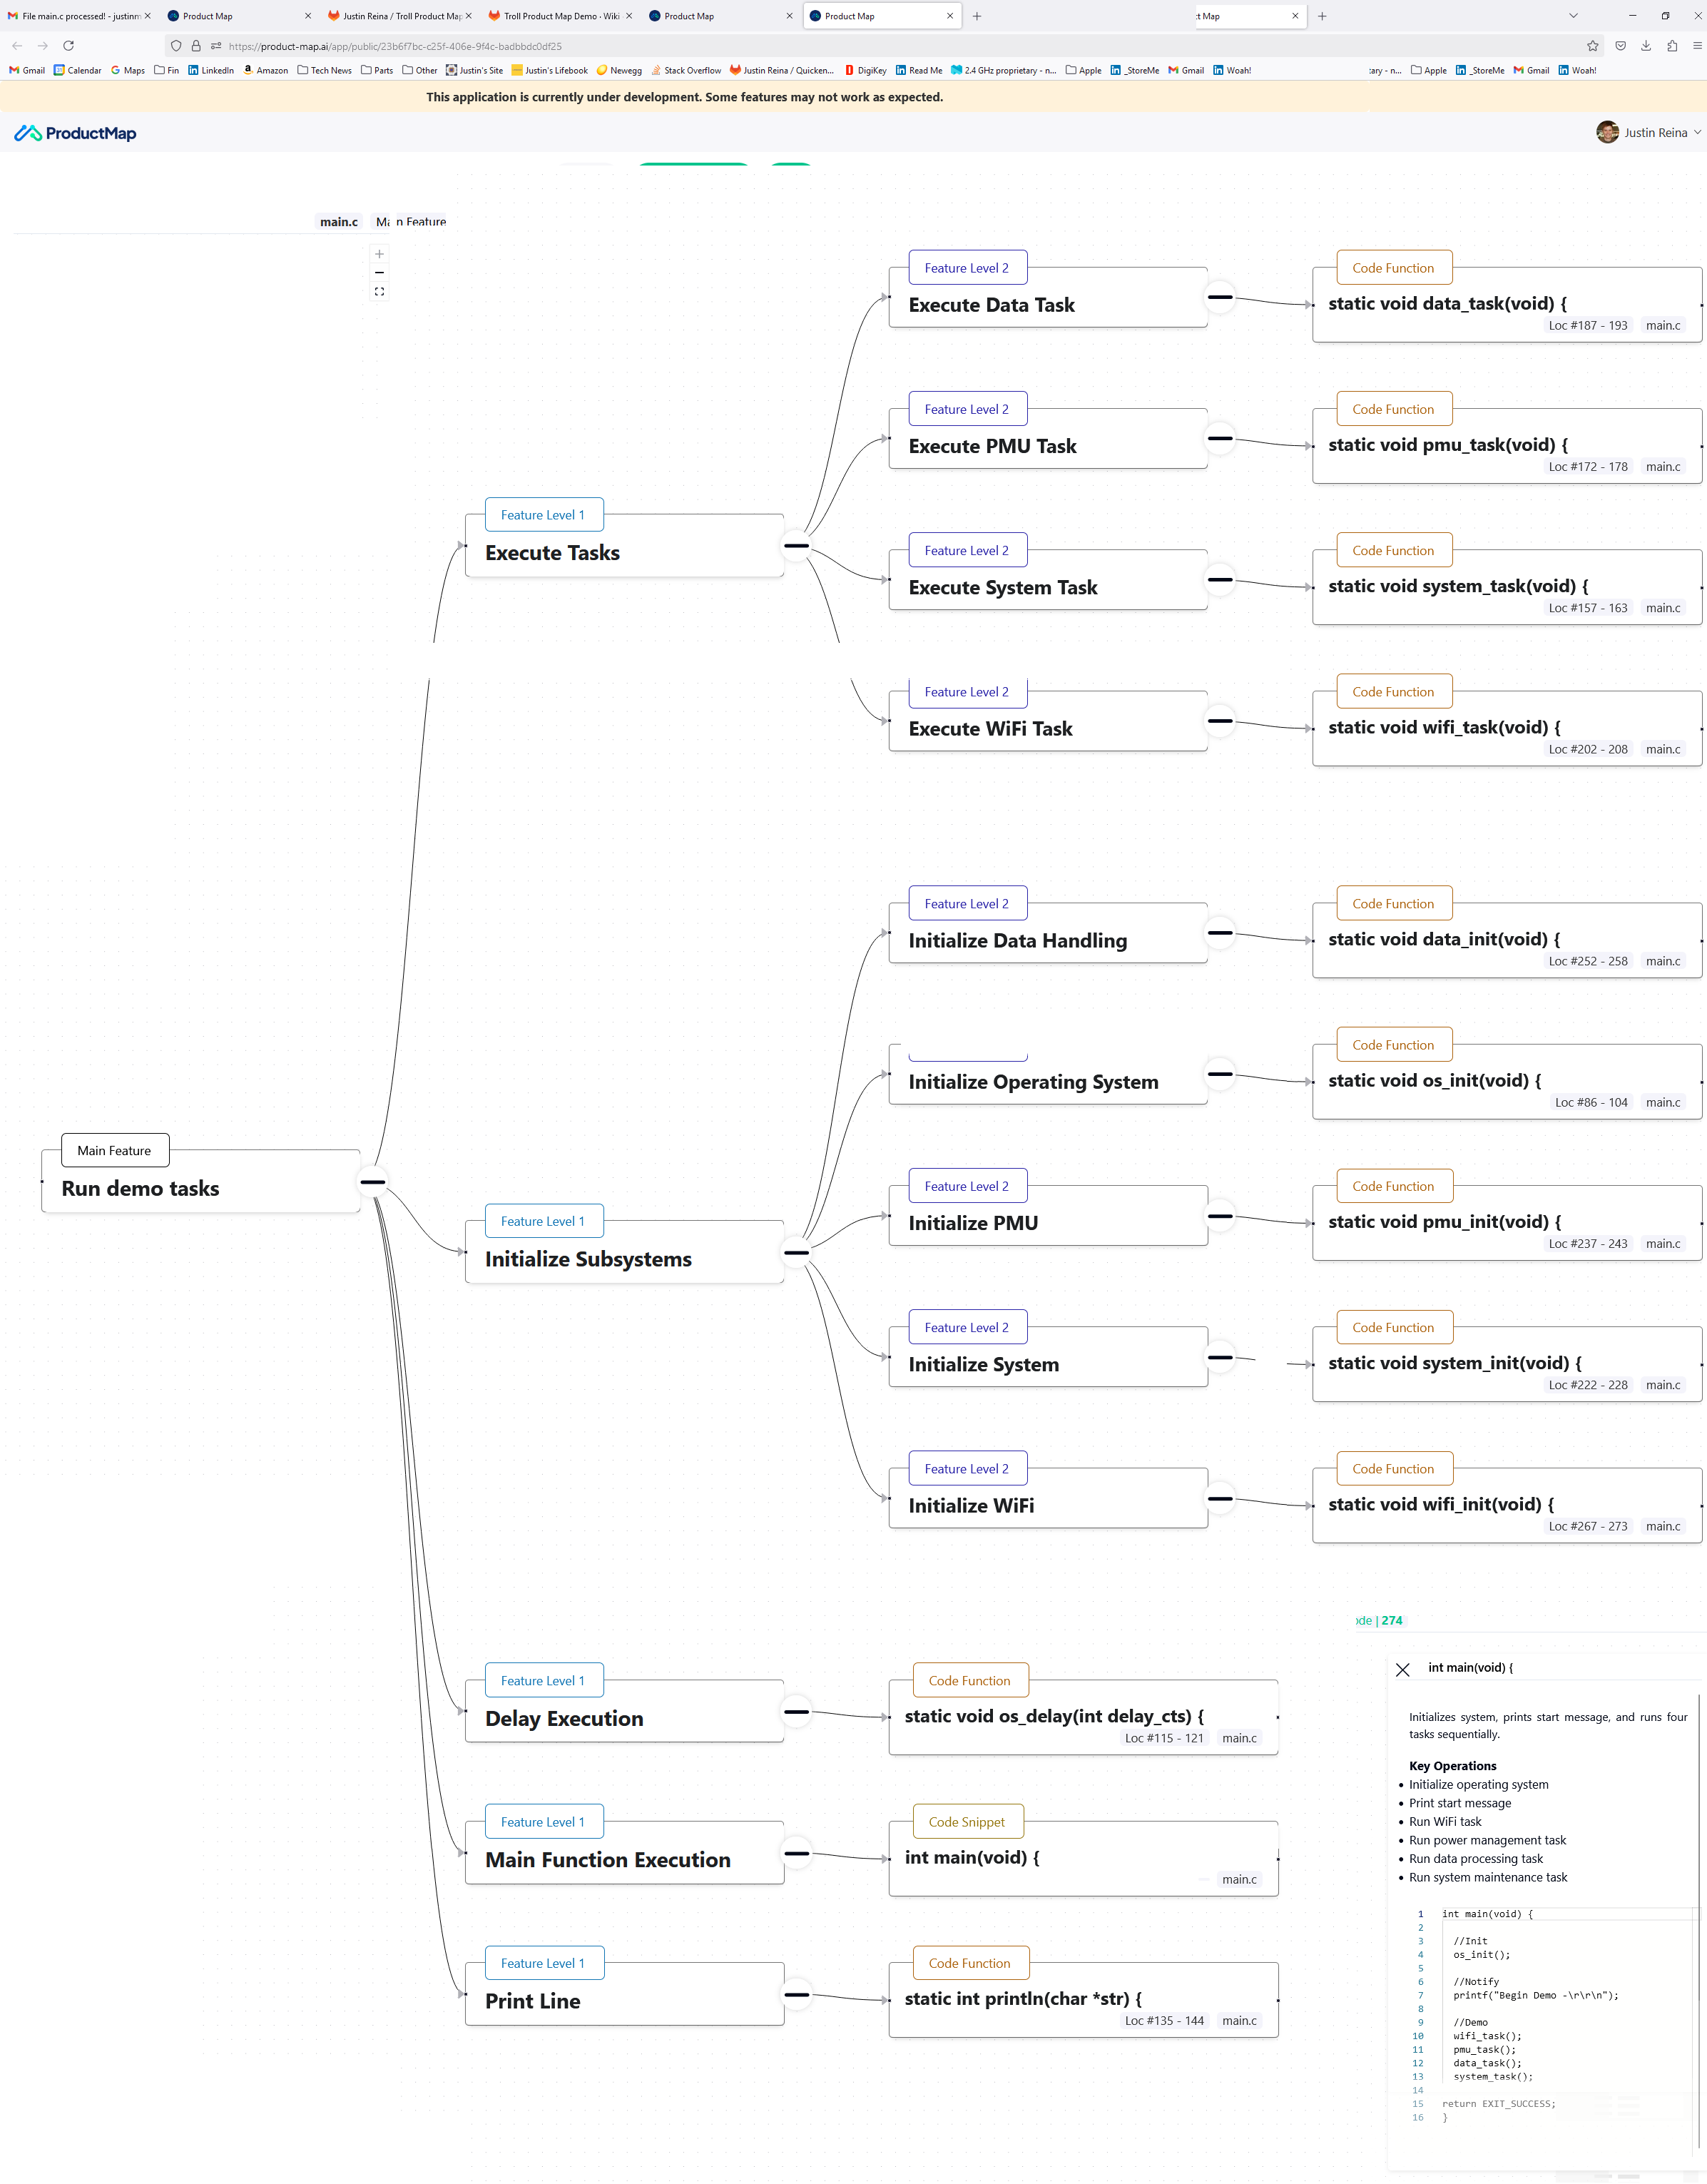 File main.c processed! - justinm
Product Map
Justin Reina / Troll Product Map
Troll Product Map Demo · Wiki
Product Map
Product Map
t Map
https://product-map.ai/app/public/23b6f7bc-c25f-406e-9f4c-badbbdc0df25
Gmail Calendar Maps Fin LinkedIn Amazon Tech News Parts Other Justin's Site Justin's Lifebook Newegg Stack Overflow Justin Reina / Quicken... DigiKey Read Me 2.4 GHz proprietary - n... Apple _StoreMe Gmail Woah! tary - n... Apple _StoreMe Gmail Woah!
This application is currently under development. Some features may not work as expected.
ProductMap
Justin Reina
main.c Mai n Feature
Feature Level 2
Execute Data Task
Code Function
static void data_task(void) {
Loc #187 - 193 main.c
Feature Level 2
Execute PMU Task
Code Function
static void pmu_task(void) {
Loc #172 - 178 main.c
Feature Level 1
Execute Tasks
Feature Level 2
Execute System Task
Code Function
static void system_task(void) {
Loc #157 - 163 main.c
Feature Level 2
Execute WiFi Task
Code Function
static void wifi_task(void) {
Loc #202 - 208 main.c
Feature Level 2
Initialize Data Handling
Code Function
static void data_init(void) {
Loc #252 - 258 main.c
Initialize Operating System
Code Function
static void os_init(void) {
Loc #86 - 104 main.c
Main Feature
Run demo tasks
Feature Level 2
Initialize PMU
Code Function
static void pmu_init(void) {
Loc #237 - 243 main.c
Feature Level 1
Initialize Subsystems
Feature Level 2
Initialize System
Code Function
static void system_init(void) {
Loc #222 - 228 main.c
Feature Level 2
Initialize WiFi
Code Function
static void wifi_init(void) {
Loc #267 - 273 main.c
Feature Level 1
Delay Execution
Code Function
static void os_delay(int delay_cts) {
Loc #115 - 121 main.c
Feature Level 1
Main Function Execution
Code Snippet
int main(void) {
main.c
Feature Level 1
Print Line
Code Function
static int println(char *str) {
Loc #135 - 144 main.c
ode | 274
int main(void) {
Initializes system, prints start message, and runs four
tasks sequentially.
Key Operations
• Initialize operating system
• Print start message
• Run WiFi task
• Run power management task
• Run data processing task
• Run system maintenance task
1 int main(void) {
2
3 //Init
4 os_init();
5
6 //Notify
7 printf("Begin Demo -\r\r\n");
8
9 //Demo
10 wifi_task();
11 pmu_task();
12 data_task();
13 system_task();
14
15 return EXIT_SUCCESS;
16 }